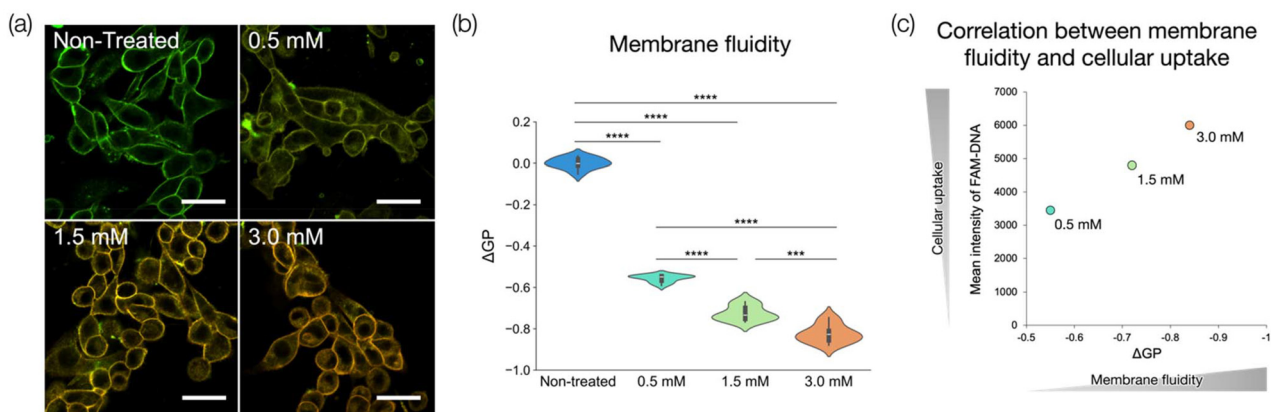 (a)
Non-Treated
0.5 mM
1.5 mM
3.0 mM
(b)
Membrane fluidity
****
****
****
****
****
***
0.2
0.0
−0.2
−0.4
−0.6
−0.8
−1.0
ΔGP
Non-treated
0.5 mM
1.5 mM
3.0 mM
(c)
Correlation between membrane
fluidity and cellular uptake
Cellular uptake
Mean intensity of FAM-DNA
7000
6000
5000
4000
3000
2000
1000
0
3.0 mM
1.5 mM
0.5 mM
-0.5
-0.6
-0.7
-0.8
-0.9
-1
ΔGP
Membrane fluidity